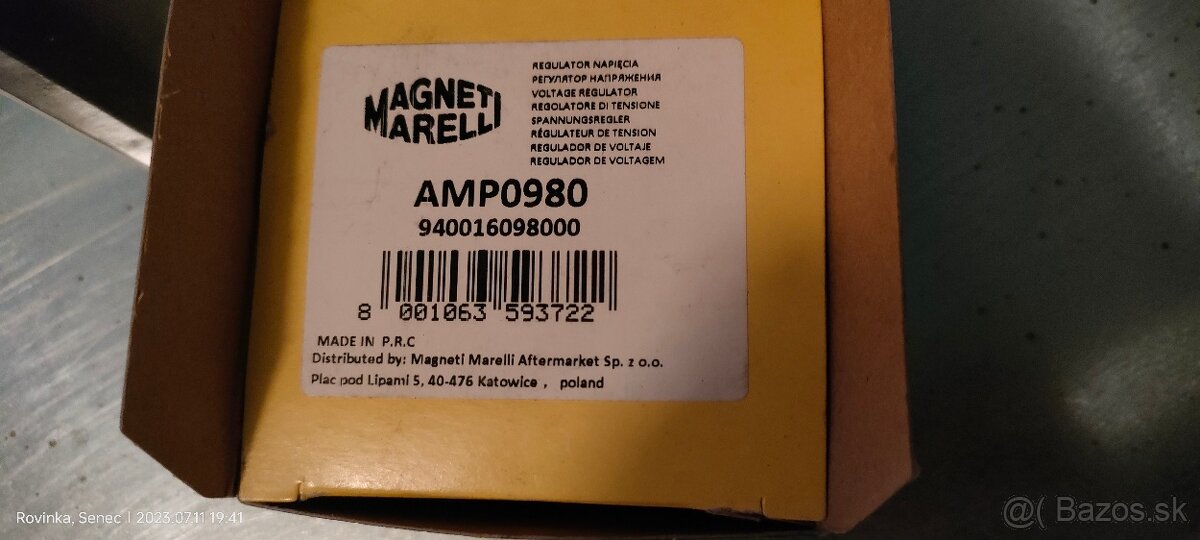 MAGNETI
MARELLI
REGULATOR NAPIĘCIA
РЕГУЛЯТОР НАПРЯЖЕНИЯ
VOLTAGE REGULATOR
REGOLATORE DI TENSIONE
SPANNUNGSREGLER
RÉGULATEUR DE TENSION
REGULADOR DE VOLTAJE
REGULADOR DE VOLTAGEM
AMP0980
940016098000
8 001063 593722
MADE IN P.R.C
Distributed by: Magneti Marelli Aftermarket Sp. z o.o.
Plac pod Lipami 5, 40-476 Katowice , poland
Rovinka, Senec | 2023.07.11 19:41
@( Bazos.sk